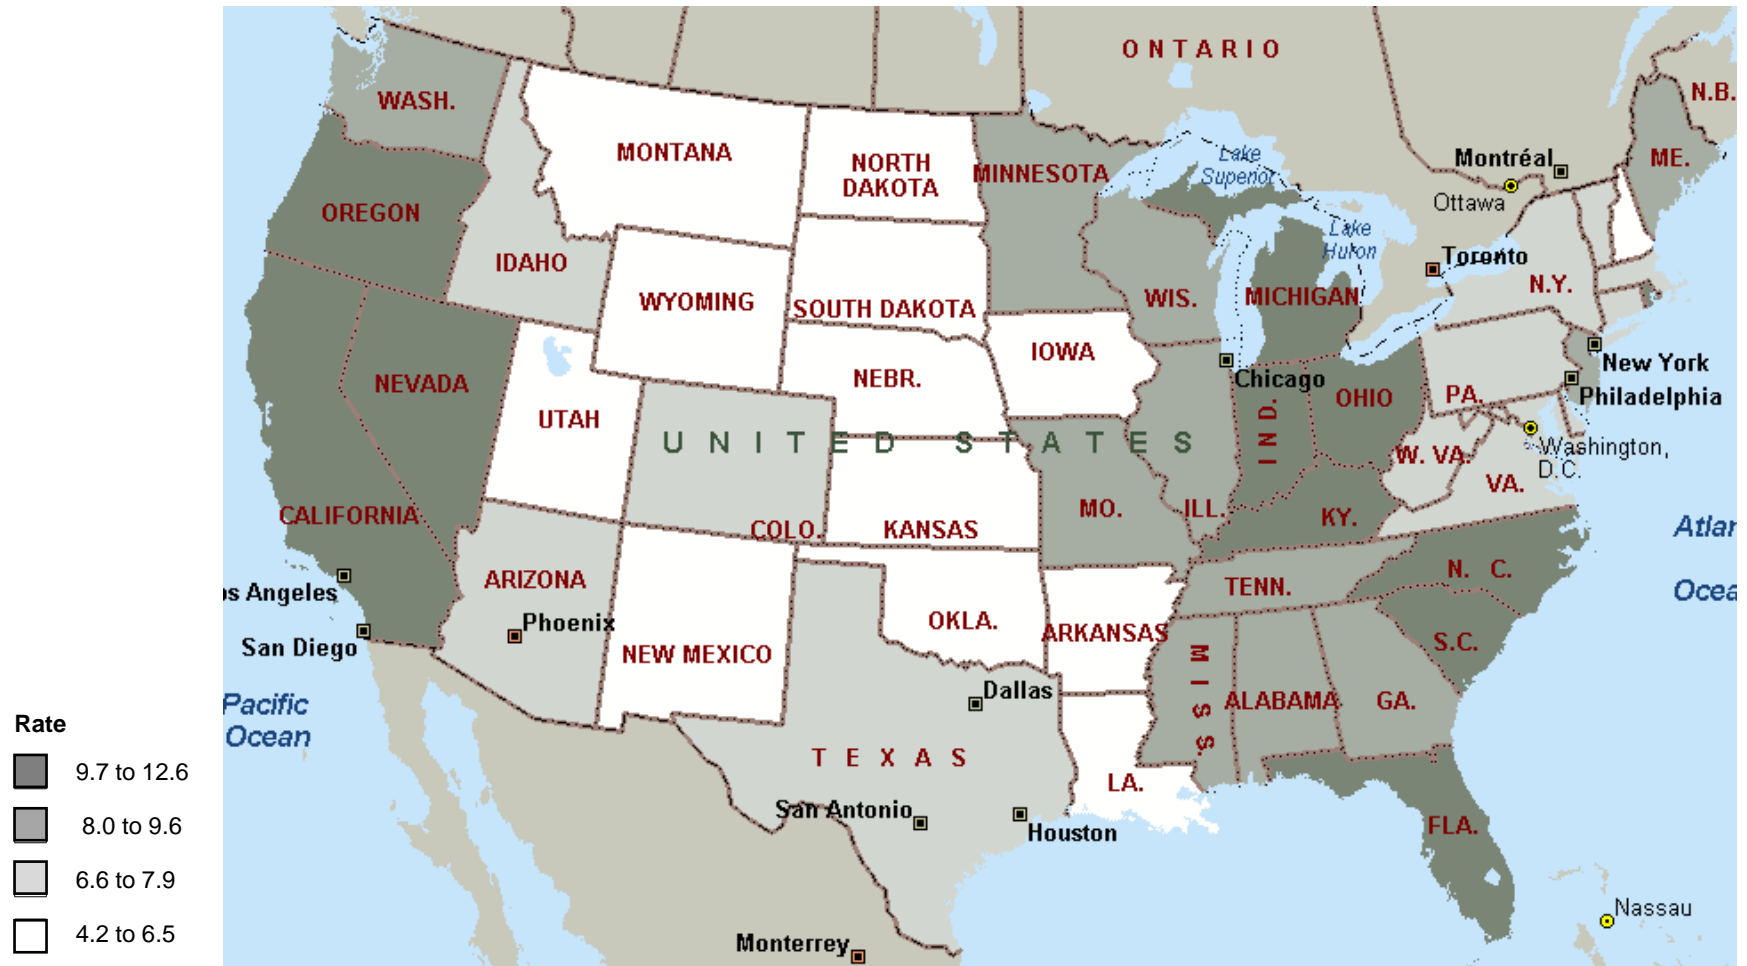 ONTARIO
N.B.
WASH.
MONTANA
NORTH
DAKOTA
MINNESOTA
Lake
Superior
Montréal
ME.
Ottawa
OREGON
IDAHO
Lake
Huron
Toronto
WYOMING
SOUTH DAKOTA
WIS.
MICHIGAN
N.Y.
IOWA
New York
NEVADA
NEBR.
Chicago
OHIO
PA.
Philadelphia
UTAH
IND.
UNITED STATES
W. VA.
Washington,
D.C.
VA.
CALIFORNIA
COLO.
KANSAS
MO.
ILL.
KY.
Atlan
Ocea
ARIZONA
TENN.
N. C.
os Angeles
Phoenix
OKLA.
ARKANSAS
San Diego
NEW MEXICO
MISS.
S.C.
Dallas
ALABAMA
GA.
Pacific
Ocean
TEXAS
LA.
San Antonio
Houston
FLA.
Nassau
Monterrey
Rate
9.7 to 12.6
8.0 to 9.6
6.6 to 7.9
4.2 to 6.5